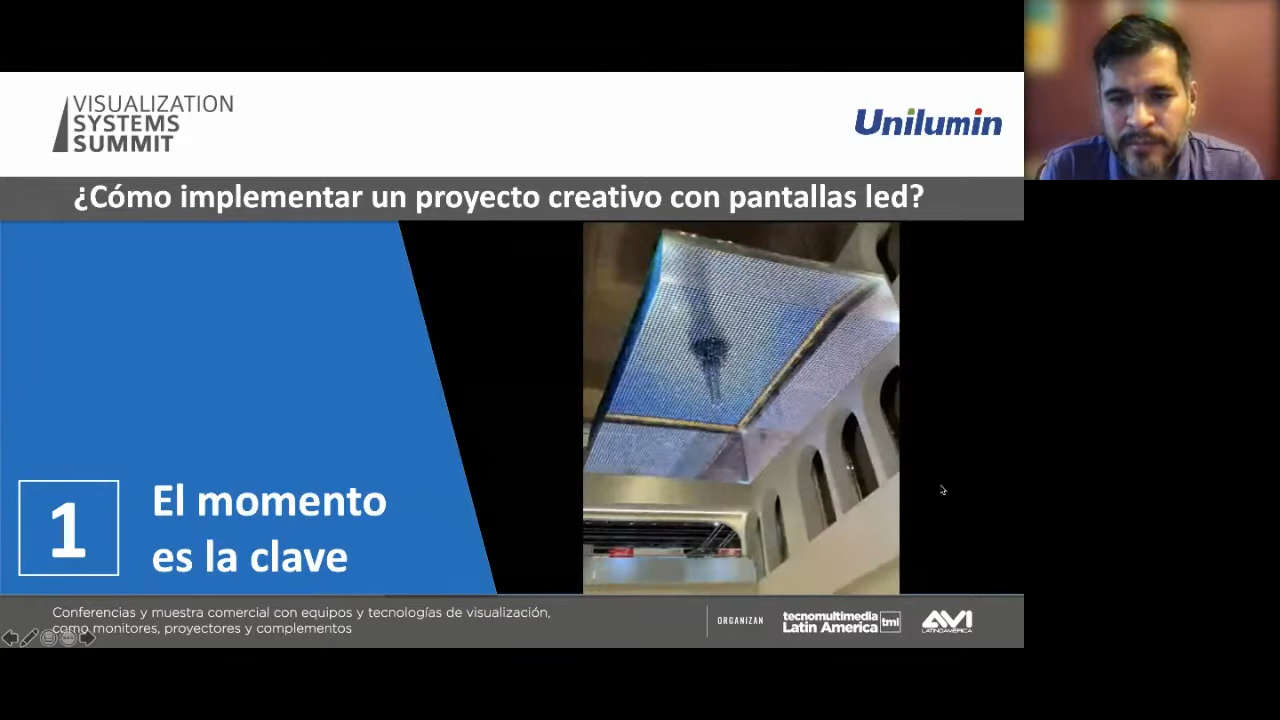 VISUALIZATION
SYSTEMS
SUMMIT
Unilumin
¿Cómo implementar un proyecto creativo con pantallas led?
1
El momento
es la clave
Conferencias y muestra comercial con equipos y tecnologías de visualización,
como monitores, proyectores y complementos
ORGANIZAN
tecnomultimedia
Latin America
tml
AVI
LATINOAMÉRICA